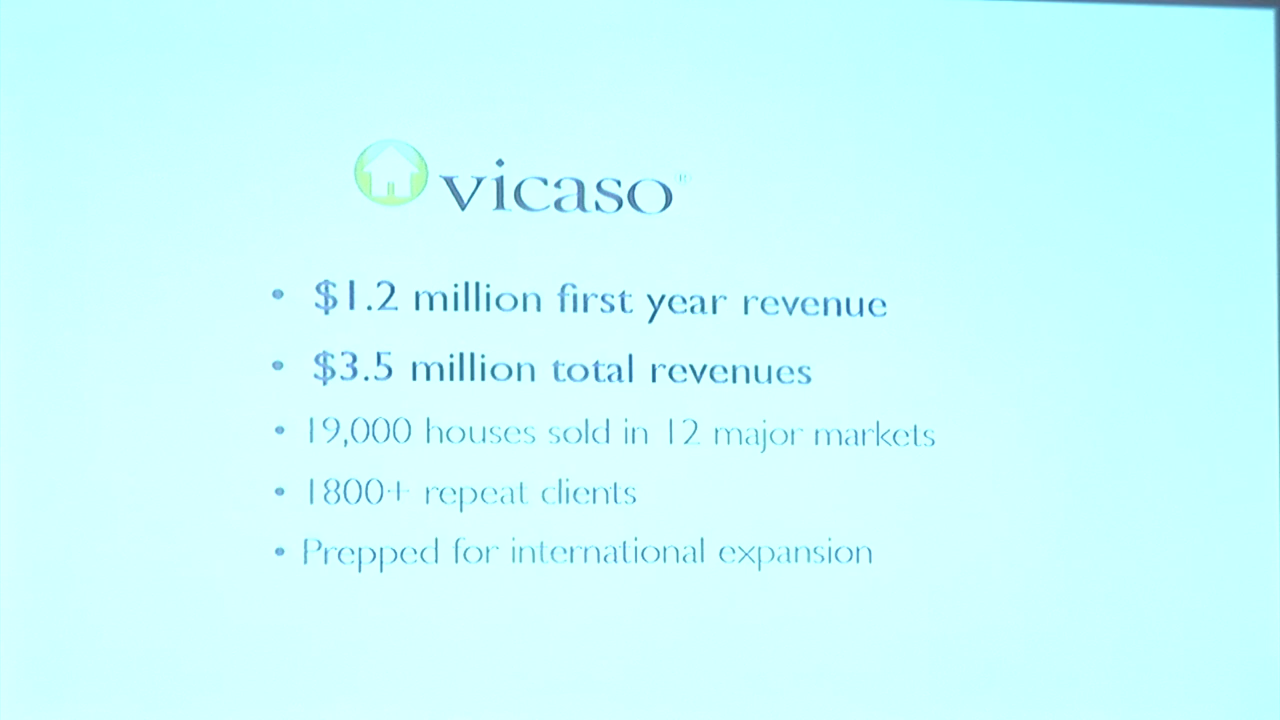 vicaso
• $1.2 million first year revenue
• $3.5 million total revenues
• 19,000 houses sold in 12 major markets
• 1800+ repeat clients
• Prepped for international expansion